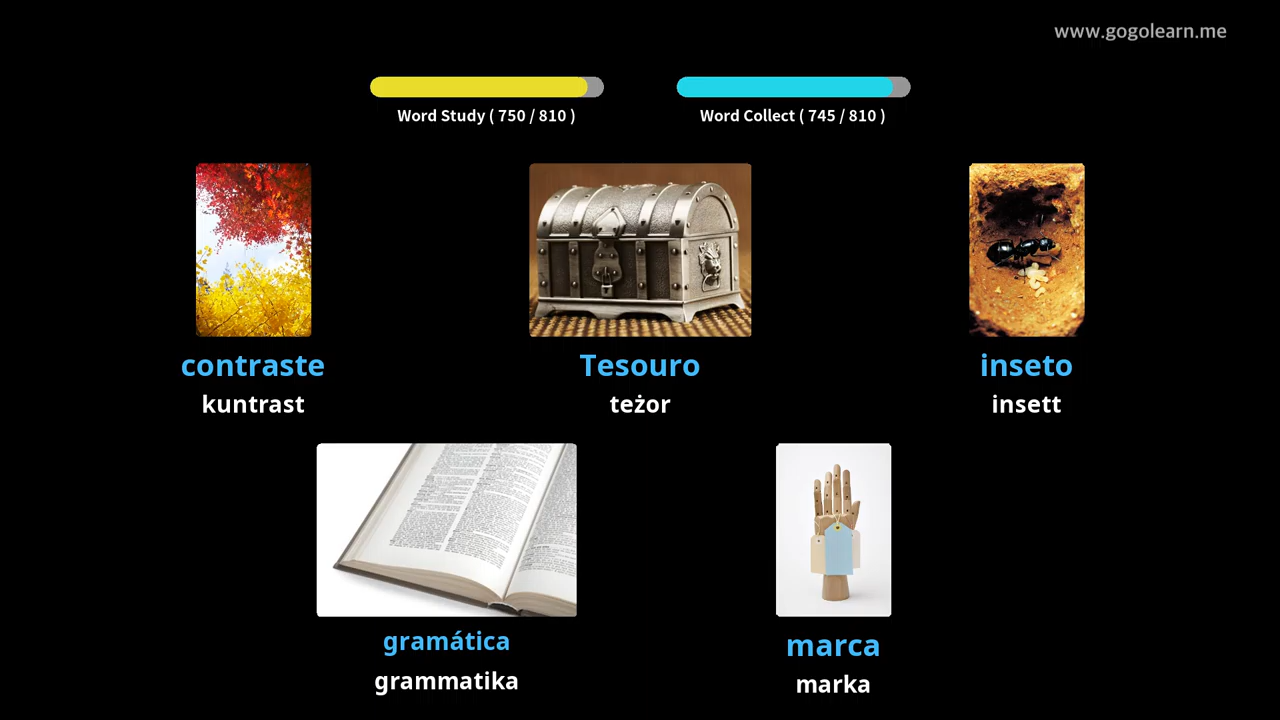 www.gogolearn.me
Word Study ( 750 / 810 )
Word Collect ( 745 / 810 )
contraste
kuntrast
Tesouro
teżor
inseto
insett
gramática
grammatika
marca
marka